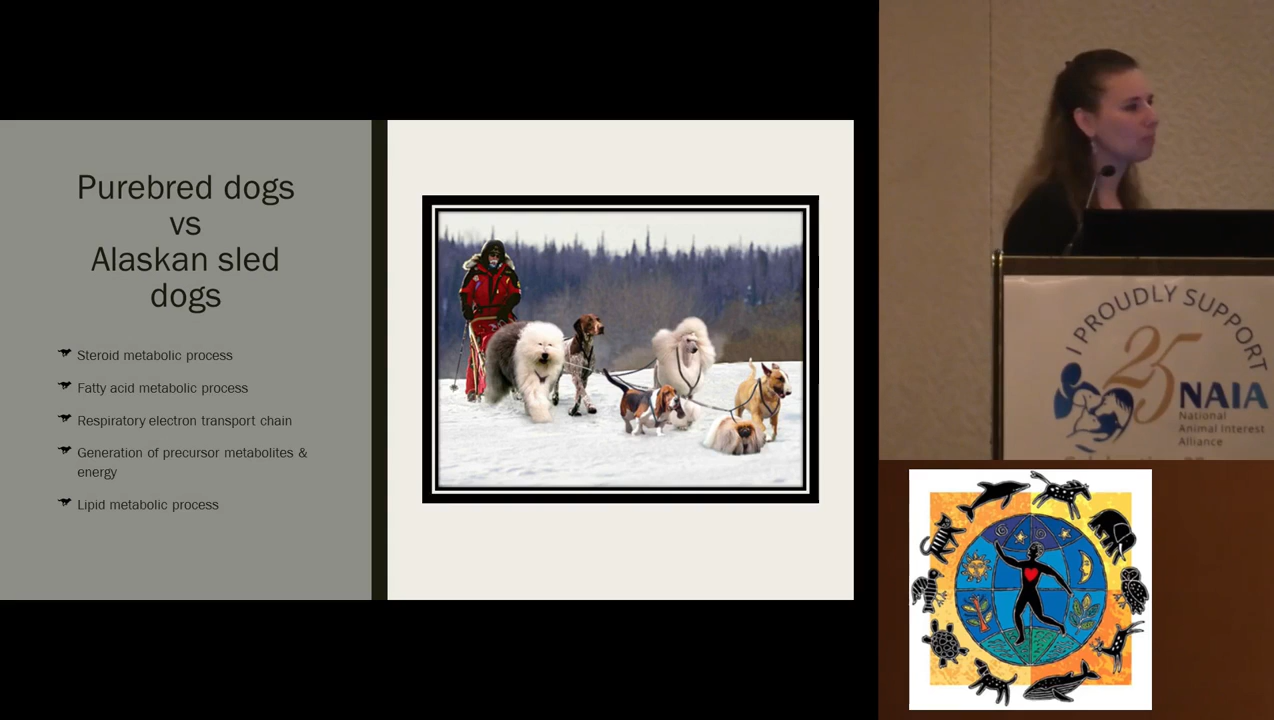 Purebred dogs
vs
Alaskan sled
dogs
Steroid metabolic process
Fatty acid metabolic process
Respiratory electron transport chain
Generation of precursor metabolites &
energy
Lipid metabolic process
I PROUDLY SUPPORT
25
NAIA
National
Animal Interest
Alliance